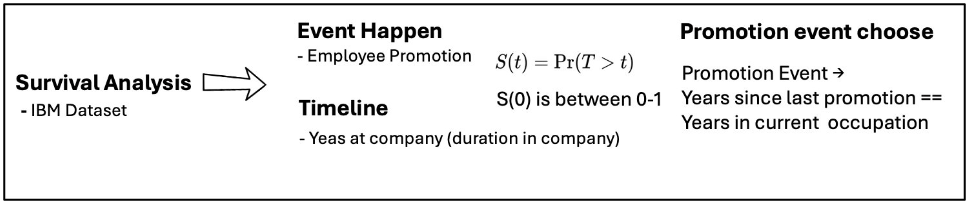 Survival Analysis
- IBM Dataset
Event Happen
- Employee Promotion
S(t) = Pr(T > t)
S(0) is between 0-1
Timeline
- Yeas at company (duration in company)
Promotion event choose
Promotion Event →
Years since last promotion ==
Years in current occupation